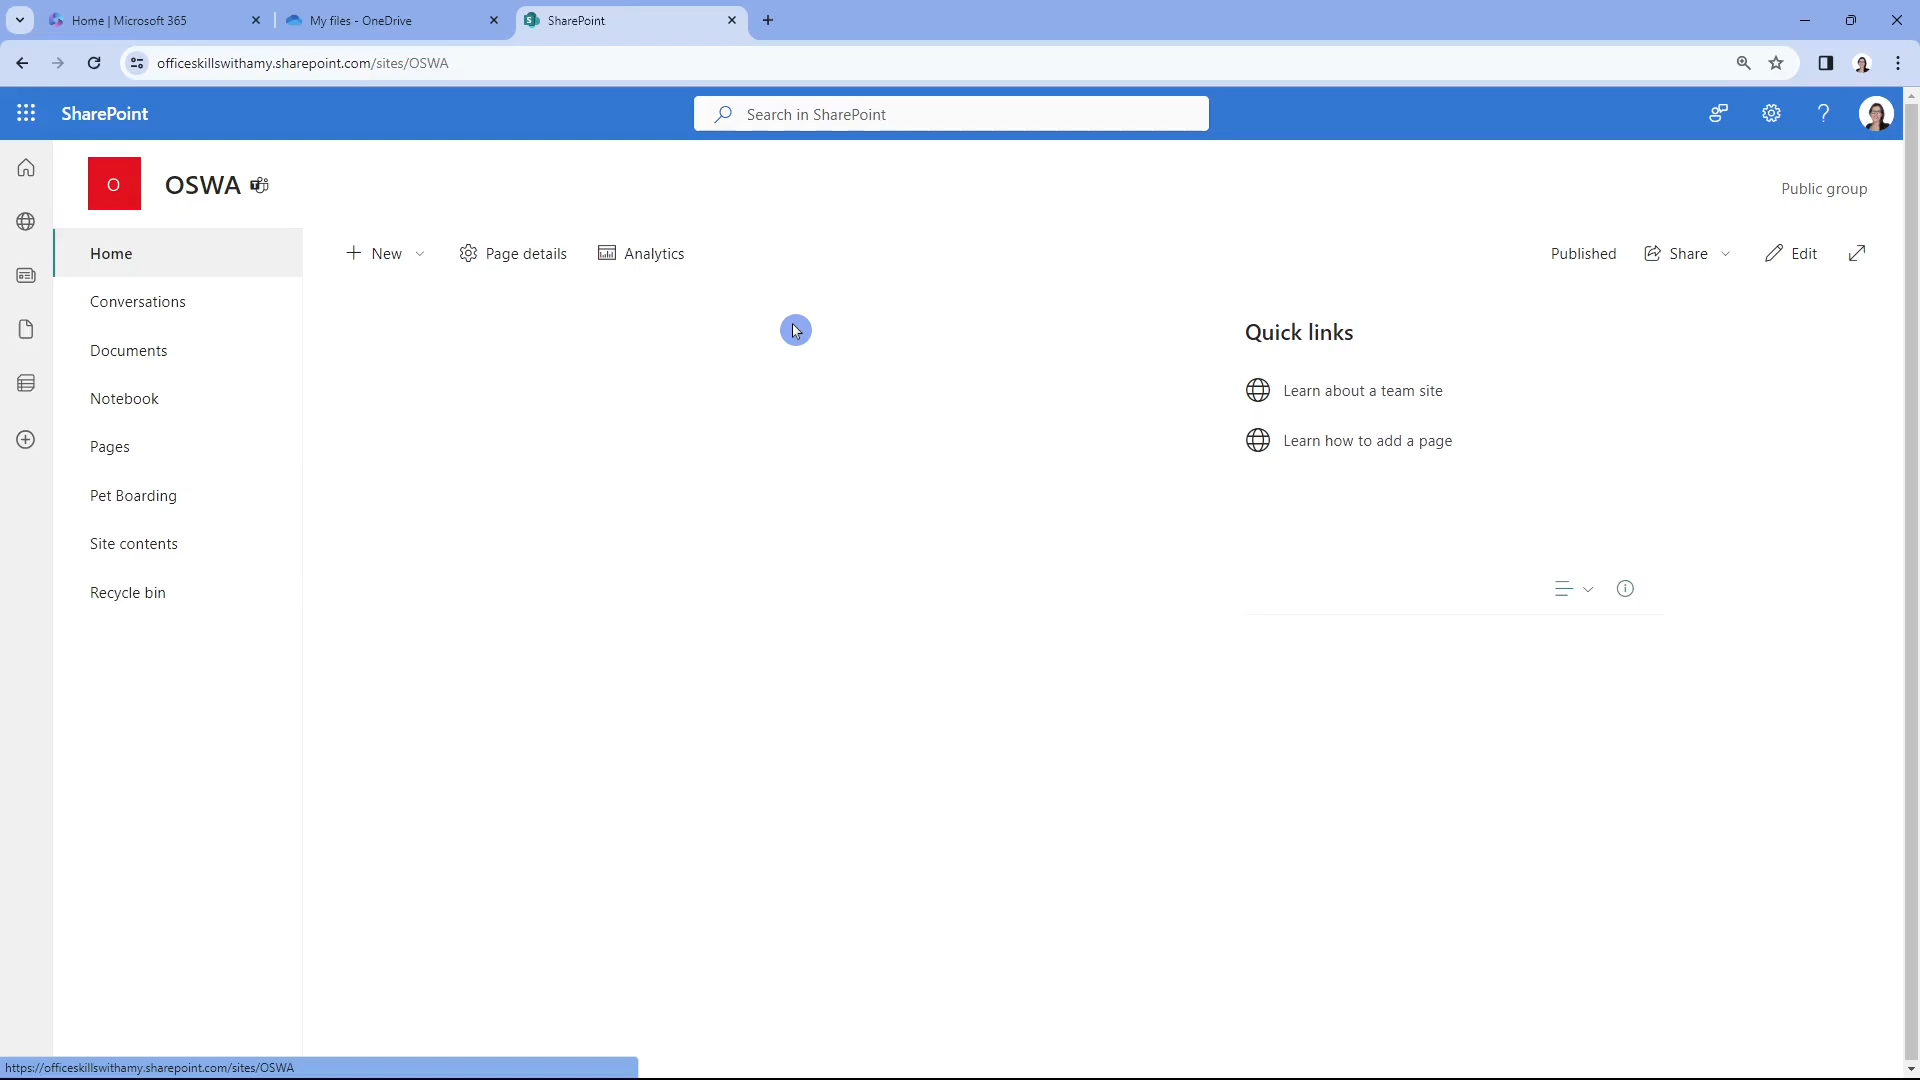 Home | Microsoft 365
My files - OneDrive
SharePoint
officeskillswithamy.sharepoint.com/sites/OSWA
SharePoint
Search in SharePoint
O
OSWA
Public group
Home
New
Page details
Analytics
Published
Share
Edit
Conversations
Documents
Notebook
Pages
Pet Boarding
Site contents
Recycle bin
Quick links
Learn about a team site
Learn how to add a page
https://officeskillswithamy.sharepoint.com/sites/OSWA